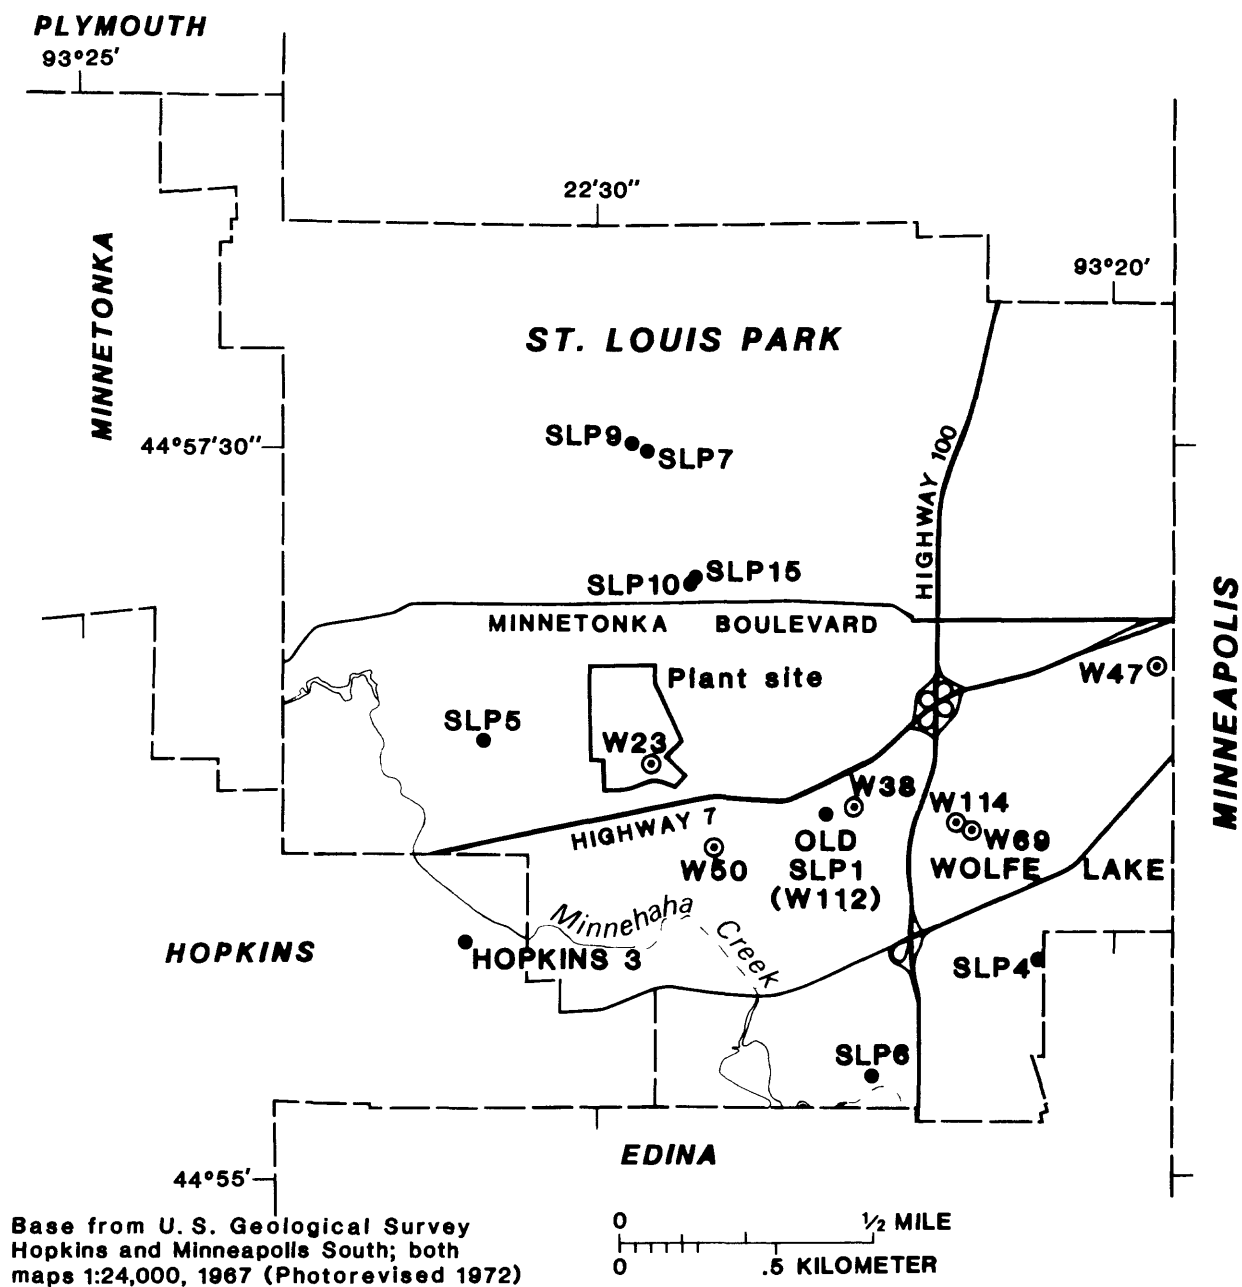 PLYMOUTH
93°25'
22'30"
93°20'
MINNETONKA
ST. LOUIS PARK
44°57'30"
SLP9
SLP7
HIGHWAY 100
SLP10
SLP15
MINNETONKA BOULEVARD
MINNEAPOLIS
Plant site
W47
SLP5
W23
W38
W114
HIGHWAY 7
OLD
W69
W50
SLP1
WOLFE LAKE
(W112)
Minnehaha Creek
HOPKINS
HOPKINS 3
SLP4
SLP6
EDINA
44°55'
Base from U. S. Geological Survey
Hopkins and Minneapolis South; both
maps 1:24,000, 1967 (Photorevised 1972)
0 ½ MILE
0 .5 KILOMETER